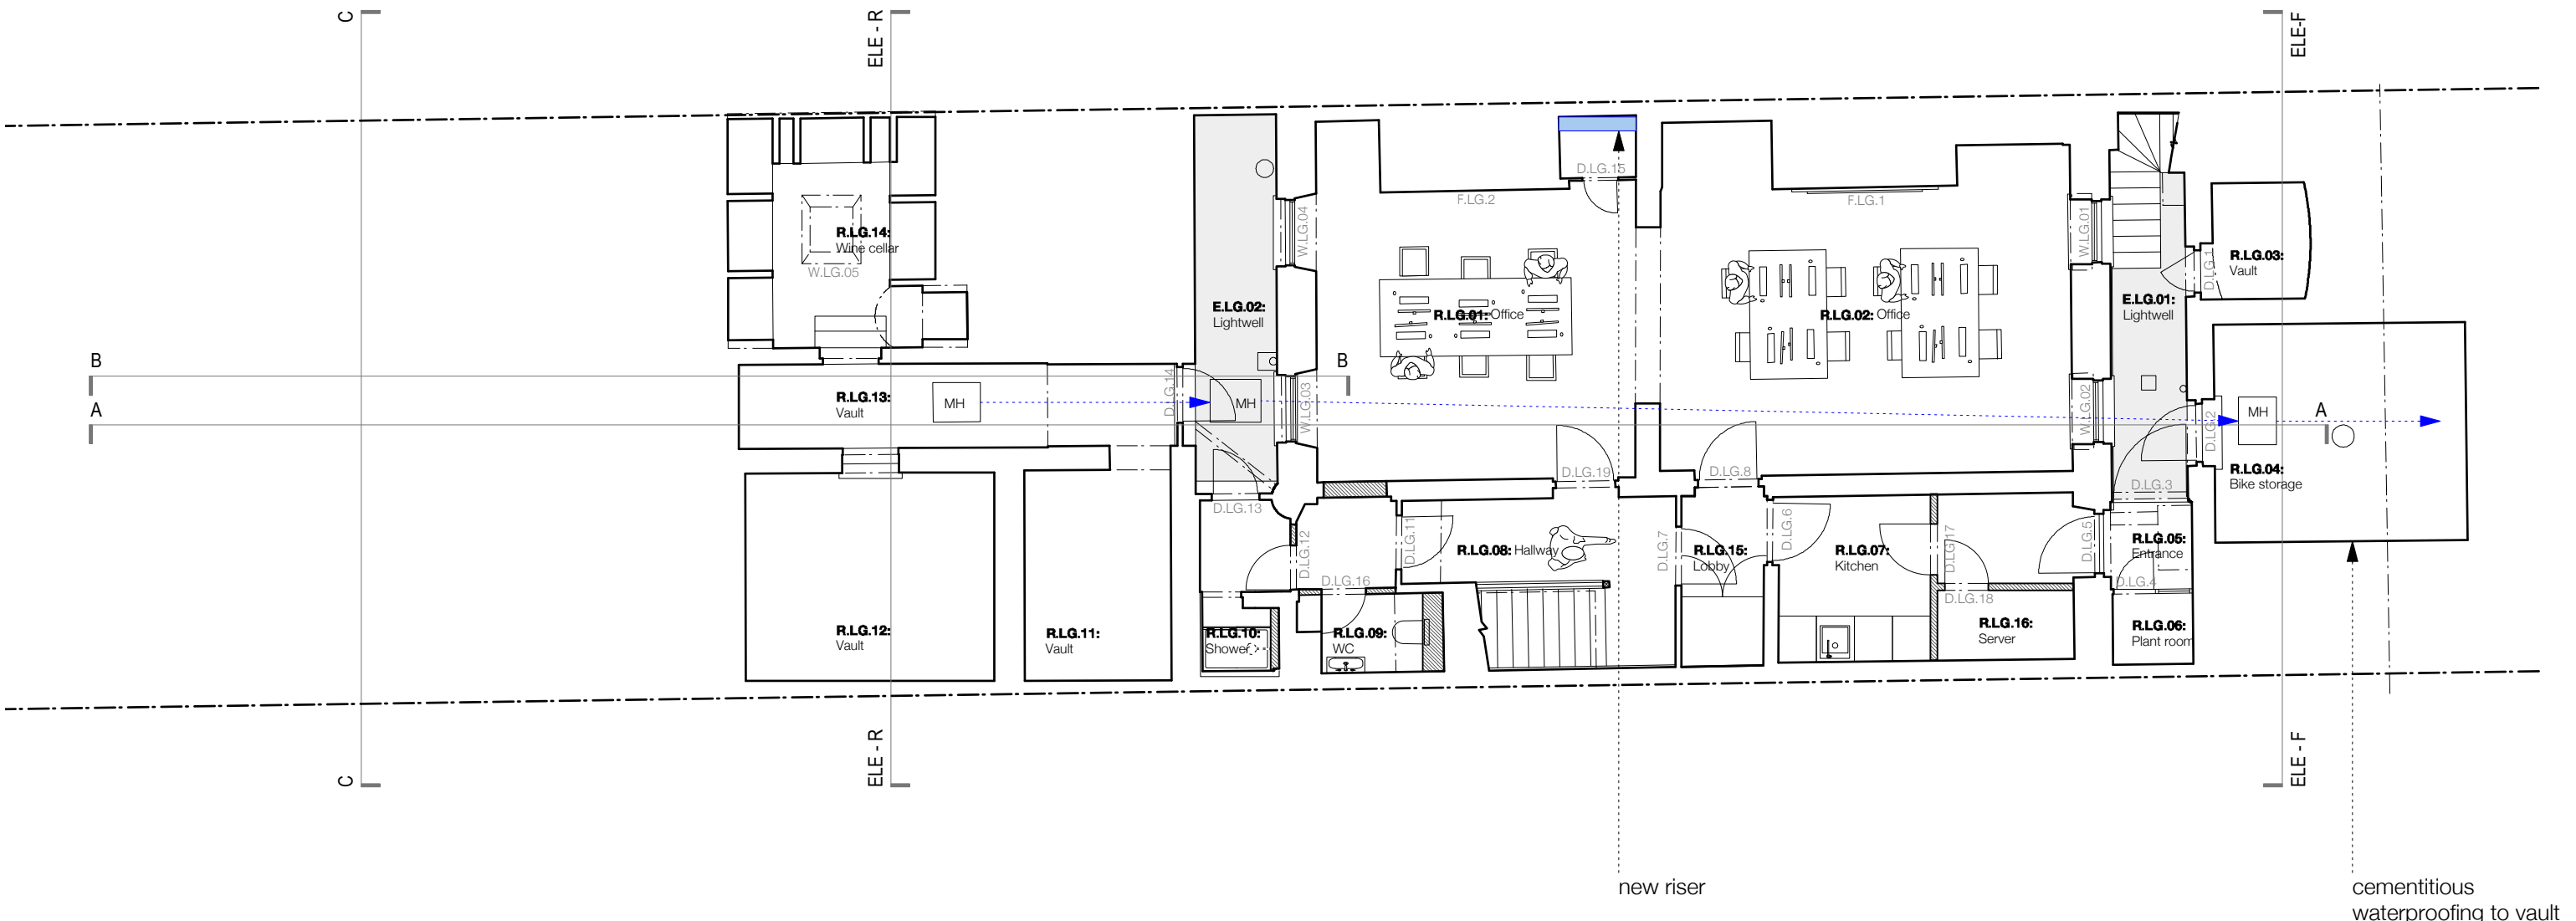 C
ELE - R
ELE-F
D.LG.15
F.LG.2
F.LG.1
W.LG.04
W.LG.01
R.LG.14:
Wine cellar
W.LG.05
D.LG.1
R.LG.03:
Vault
E.LG.02:
Lightwell
R.LG.01: Office
R.LG.02: Office
E.LG.01:
Lightwell
B
B
A
R.LG.13:
Vault
MH
D.LG.14
MH
W.LG.03
W.LG.02
D.LG.2
MH
A
R.LG.04:
Bike storage
D.LG.19
D.LG.8
D.LG.3
D.LG.13
D.LG.12
D.LG.11
R.LG.08: Hallway
D.LG.7
R.LG.15:
Lobby
D.LG.6
R.LG.07:
Kitchen
D.LG.17
D.LG.5
R.LG.05:
Entrance
D.LG.16
D.LG.4
D.LG.18
R.LG.12:
Vault
R.LG.11:
Vault
R.LG.10:
Shower
R.LG.09:
WC
R.LG.16:
Server
R.LG.06:
Plant room
C
ELE - R
ELE - F
new riser
cementitious
waterproofing to vault